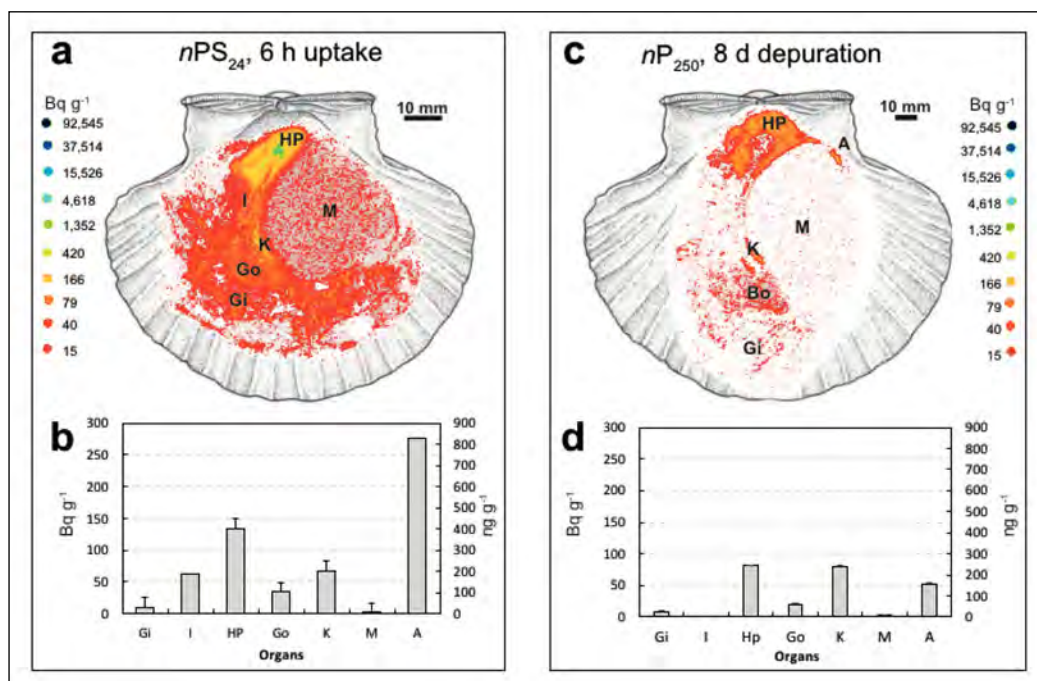 a
nPS24, 6 h uptake
Bq g-1
92,545
37,514
15,526
4,618
1,352
420
166
79
40
15
10 mm
HP
I
M
K
Go
Gi
b
300
250
200
150
100
50
0
Bq g-1
900
800
700
600
500
400
300
200
100
0
ng g-1
Gi I HP Go K M A
Organs
c
nP250, 8 d depuration
10 mm
Bq g-1
92,545
37,514
15,526
4,618
1,352
420
166
79
40
15
HP
A
M
K
Bo
Gi
d
300
250
200
150
100
50
0
Bq g-1
900
800
700
600
500
400
300
200
100
0
ng g-1
Gi I Hp Go K M A
Organs